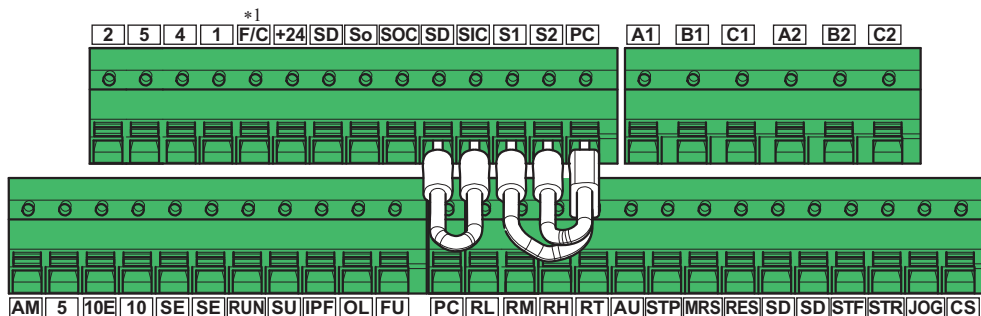 *1
2 5 4 1 F/C +24 SD So SOC SD SIC S1 S2 PC A1 B1 C1 A2 B2 C2
AM 5 10E 10 SE SE RUN SU IPF OL FU PC RL RM RH RT AU STP MRS RES SD SD STF STR JOG CS